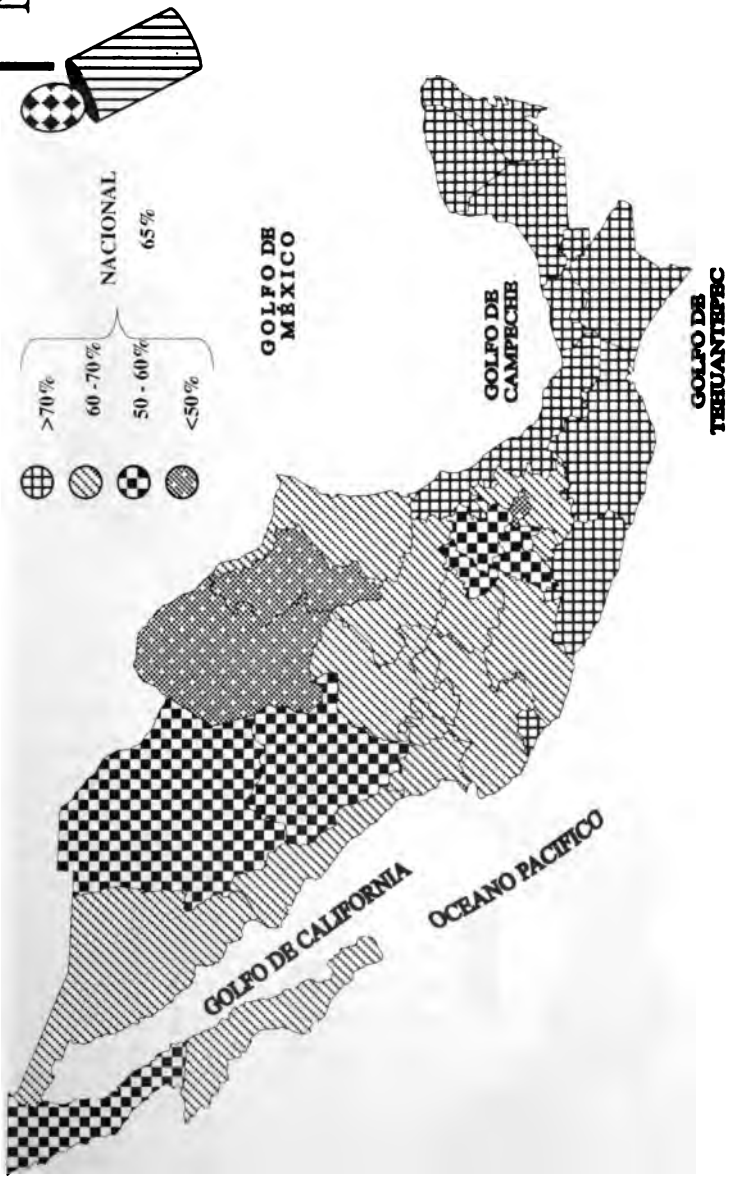 NACIONAL
65%
>70%
60 -70%
50 - 60%
<50%
GOLFO DE
MÉXICO
GOLFO DE
CAMPECHE
GOLFO DE
TEHUANTEPEC
GOLFO DE CALIFORNIA
OCEANO PACIFICO